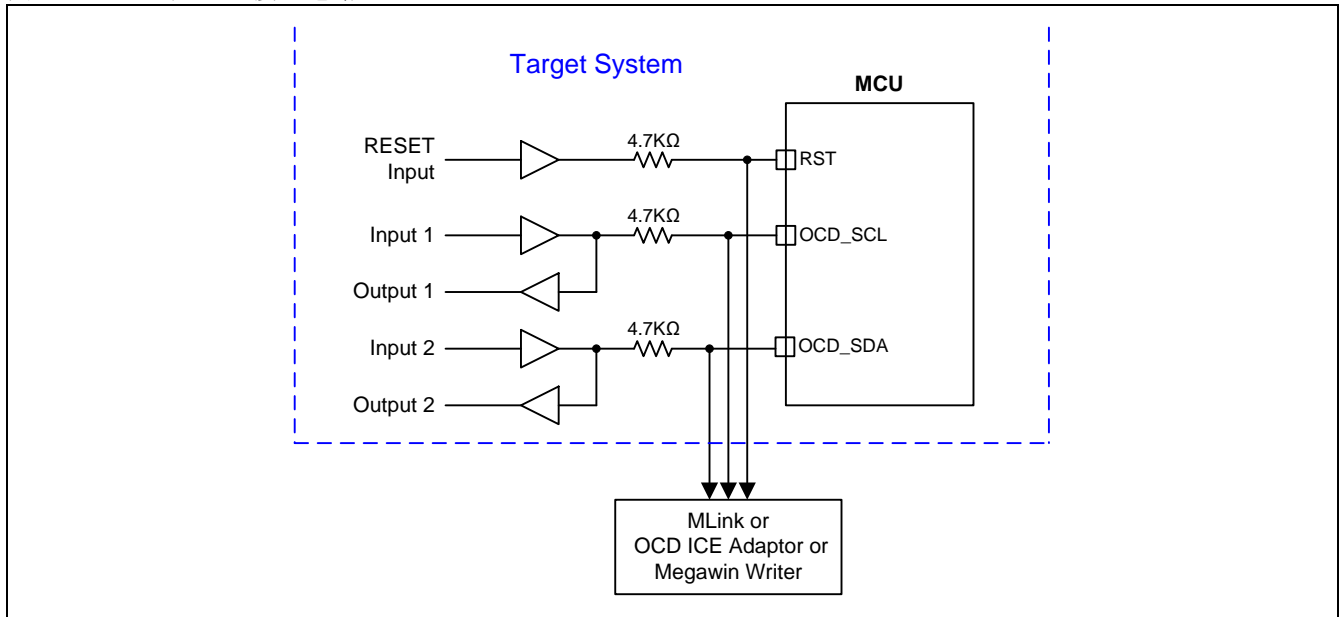 Target System
MCU
RESET
Input
4.7KΩ
RST
Input 1
4.7KΩ
OCD_SCL
Output 1
Input 2
4.7KΩ
OCD_SDA
Output 2
MLink or
OCD ICE Adaptor or
Megawin Writer